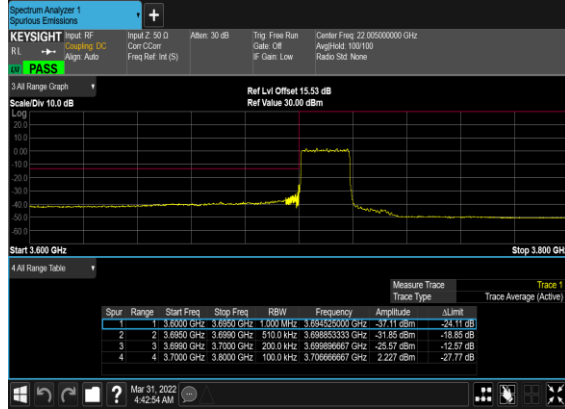 Spectrum Analyzer 1
Spurious Emissions
+
KEYSIGHT Input: RF Input Z: 50 Ω Atten: 30 dB Trig: Free Run Center Freq: 22.005000000 GHz
RL Coupling: DC Corr CCorr Gate: Off Avg|Hold: 100/100
Align: Auto Freq Ref: Int (S) IF Gain: Low Radio Std: None
PASS
3 All Range Graph
Ref Lvl Offset 15.53 dB
Scale/Div 10.0 dB Ref Value 30.00 dBm
Log
20.0
10.0
0.00
-10.0
-20.0
-30.0
-40.0
-50.0
-60.0
Start 3.600 GHz Stop 3.800 GH
4 All Range Table
Measure Trace Trace 1
Trace Type Trace Average (Active)
Spur Range Start Freq Stop Freq RBW Frequency Amplitude ΔLimit
1 1 3.6000 GHz 3.6950 GHz 1.000 MHz 3.694525000 GHz -37.11 dBm -24.11 dB
2 2 3.6950 GHz 3.6990 GHz 510.0 kHz 3.698853333 GHz -31.85 dBm -18.85 dB
3 3 3.6990 GHz 3.7000 GHz 200.0 kHz 3.699896667 GHz -25.57 dBm -12.57 dB
4 4 3.7000 GHz 3.8000 GHz 100.0 kHz 3.706666667 GHz 2.227 dBm -27.77 dB
? Mar 31, 2022
4:42:54 AM